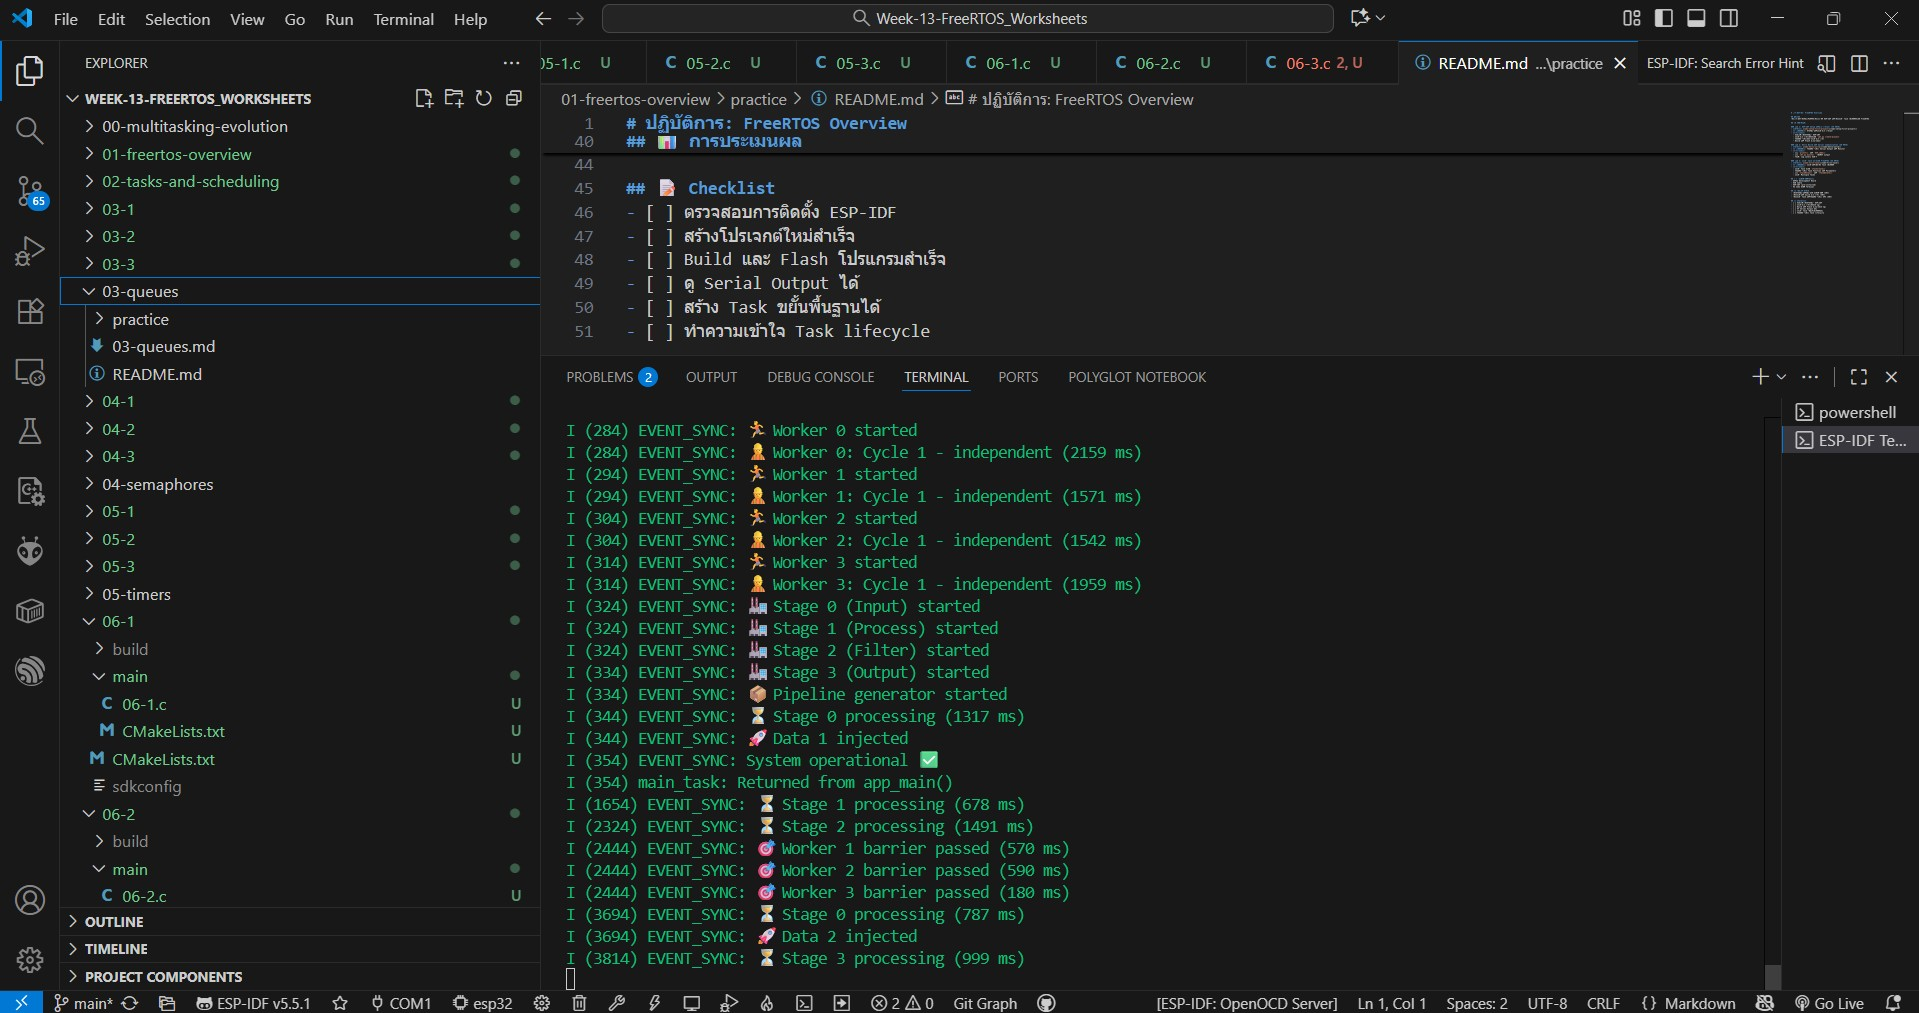 File Edit Selection View Go Run Terminal Help
Week-13-FreeRTOS_Worksheets
EXPLORER
WEEK-13-FREERTOS_WORKSHEETS
00-multitasking-evolution
01-freertos-overview
02-tasks-and-scheduling
03-1
03-2
03-3
03-queues
practice
03-queues.md
README.md
04-1
04-2
04-3
04-semaphores
05-1
05-2
05-3
05-timers
06-1
build
main
C 06-1.c U
M CMakeLists.txt U
M CMakeLists.txt U
sdkconfig
06-2
build
main
C 06-2.c U
OUTLINE
TIMELINE
PROJECT COMPONENTS
65
05-1.c U
C 05-2.c U
C 05-3.c U
C 06-1.c U
C 06-2.c U
C 06-3.c 2, U
README.md ...\practice
ESP-IDF: Search Error Hint
01-freertos-overview > practice > README.md > # ปฏิบัติการ: FreeRTOS Overview
1 # ปฏิบัติการ: FreeRTOS Overview
40 ## 📊 การประเมินผล
44
45 ## 📝 Checklist
46 - [ ] ตรวจสอบการติดตั้ง ESP-IDF
47 - [ ] สร้างโปรเจกต์ใหม่สำเร็จ
48 - [ ] Build และ Flash โปรแกรมสำเร็จ
49 - [ ] ดู Serial Output ได้
50 - [ ] สร้าง Task ขยั้นพื้นฐานได้
51 - [ ] ทำความเข้าใจ Task lifecycle
PROBLEMS 2 OUTPUT DEBUG CONSOLE TERMINAL PORTS POLYGLOT NOTEBOOK
powershell
ESP-IDF Te...
I (284) EVENT_SYNC: 🏃 Worker 0 started
I (284) EVENT_SYNC: 👷 Worker 0: Cycle 1 - independent (2159 ms)
I (294) EVENT_SYNC: 🏃 Worker 1 started
I (294) EVENT_SYNC: 👷 Worker 1: Cycle 1 - independent (1571 ms)
I (304) EVENT_SYNC: 🏃 Worker 2 started
I (304) EVENT_SYNC: 👷 Worker 2: Cycle 1 - independent (1542 ms)
I (314) EVENT_SYNC: 🏃 Worker 3 started
I (314) EVENT_SYNC: 👷 Worker 3: Cycle 1 - independent (1959 ms)
I (324) EVENT_SYNC: 🏭 Stage 0 (Input) started
I (324) EVENT_SYNC: 🏭 Stage 1 (Process) started
I (324) EVENT_SYNC: 🏭 Stage 2 (Filter) started
I (334) EVENT_SYNC: 🏭 Stage 3 (Output) started
I (334) EVENT_SYNC: 📦 Pipeline generator started
I (344) EVENT_SYNC: ⏳ Stage 0 processing (1317 ms)
I (344) EVENT_SYNC: 🚀 Data 1 injected
I (354) EVENT_SYNC: System operational ✅
I (354) main_task: Returned from app_main()
I (1654) EVENT_SYNC: ⏳ Stage 1 processing (678 ms)
I (2324) EVENT_SYNC: ⏳ Stage 2 processing (1491 ms)
I (2444) EVENT_SYNC: 🎯 Worker 1 barrier passed (570 ms)
I (2444) EVENT_SYNC: 🎯 Worker 2 barrier passed (590 ms)
I (2444) EVENT_SYNC: 🎯 Worker 3 barrier passed (180 ms)
I (3694) EVENT_SYNC: ⏳ Stage 0 processing (787 ms)
I (3694) EVENT_SYNC: 🚀 Data 2 injected
I (3814) EVENT_SYNC: ⏳ Stage 3 processing (999 ms)
main* ESP-IDF v5.5.1 COM1 esp32 2 0 Git Graph [ESP-IDF: OpenOCD Server] Ln 1, Col 1 Spaces: 2 UTF-8 CRLF {} Markdown Go Live